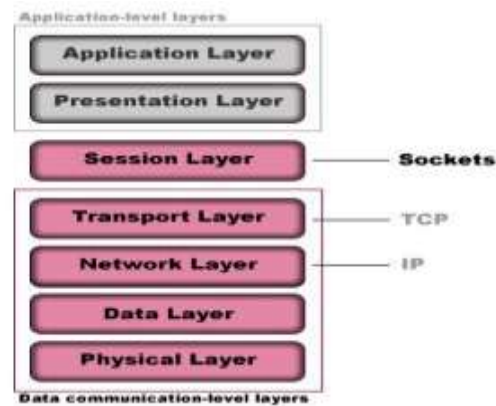 Application-level layers
Application Layer
Presentation Layer
Session Layer
Sockets
Transport Layer
TCP
Network Layer
IP
Data Layer
Physical Layer
Data communication-level layers